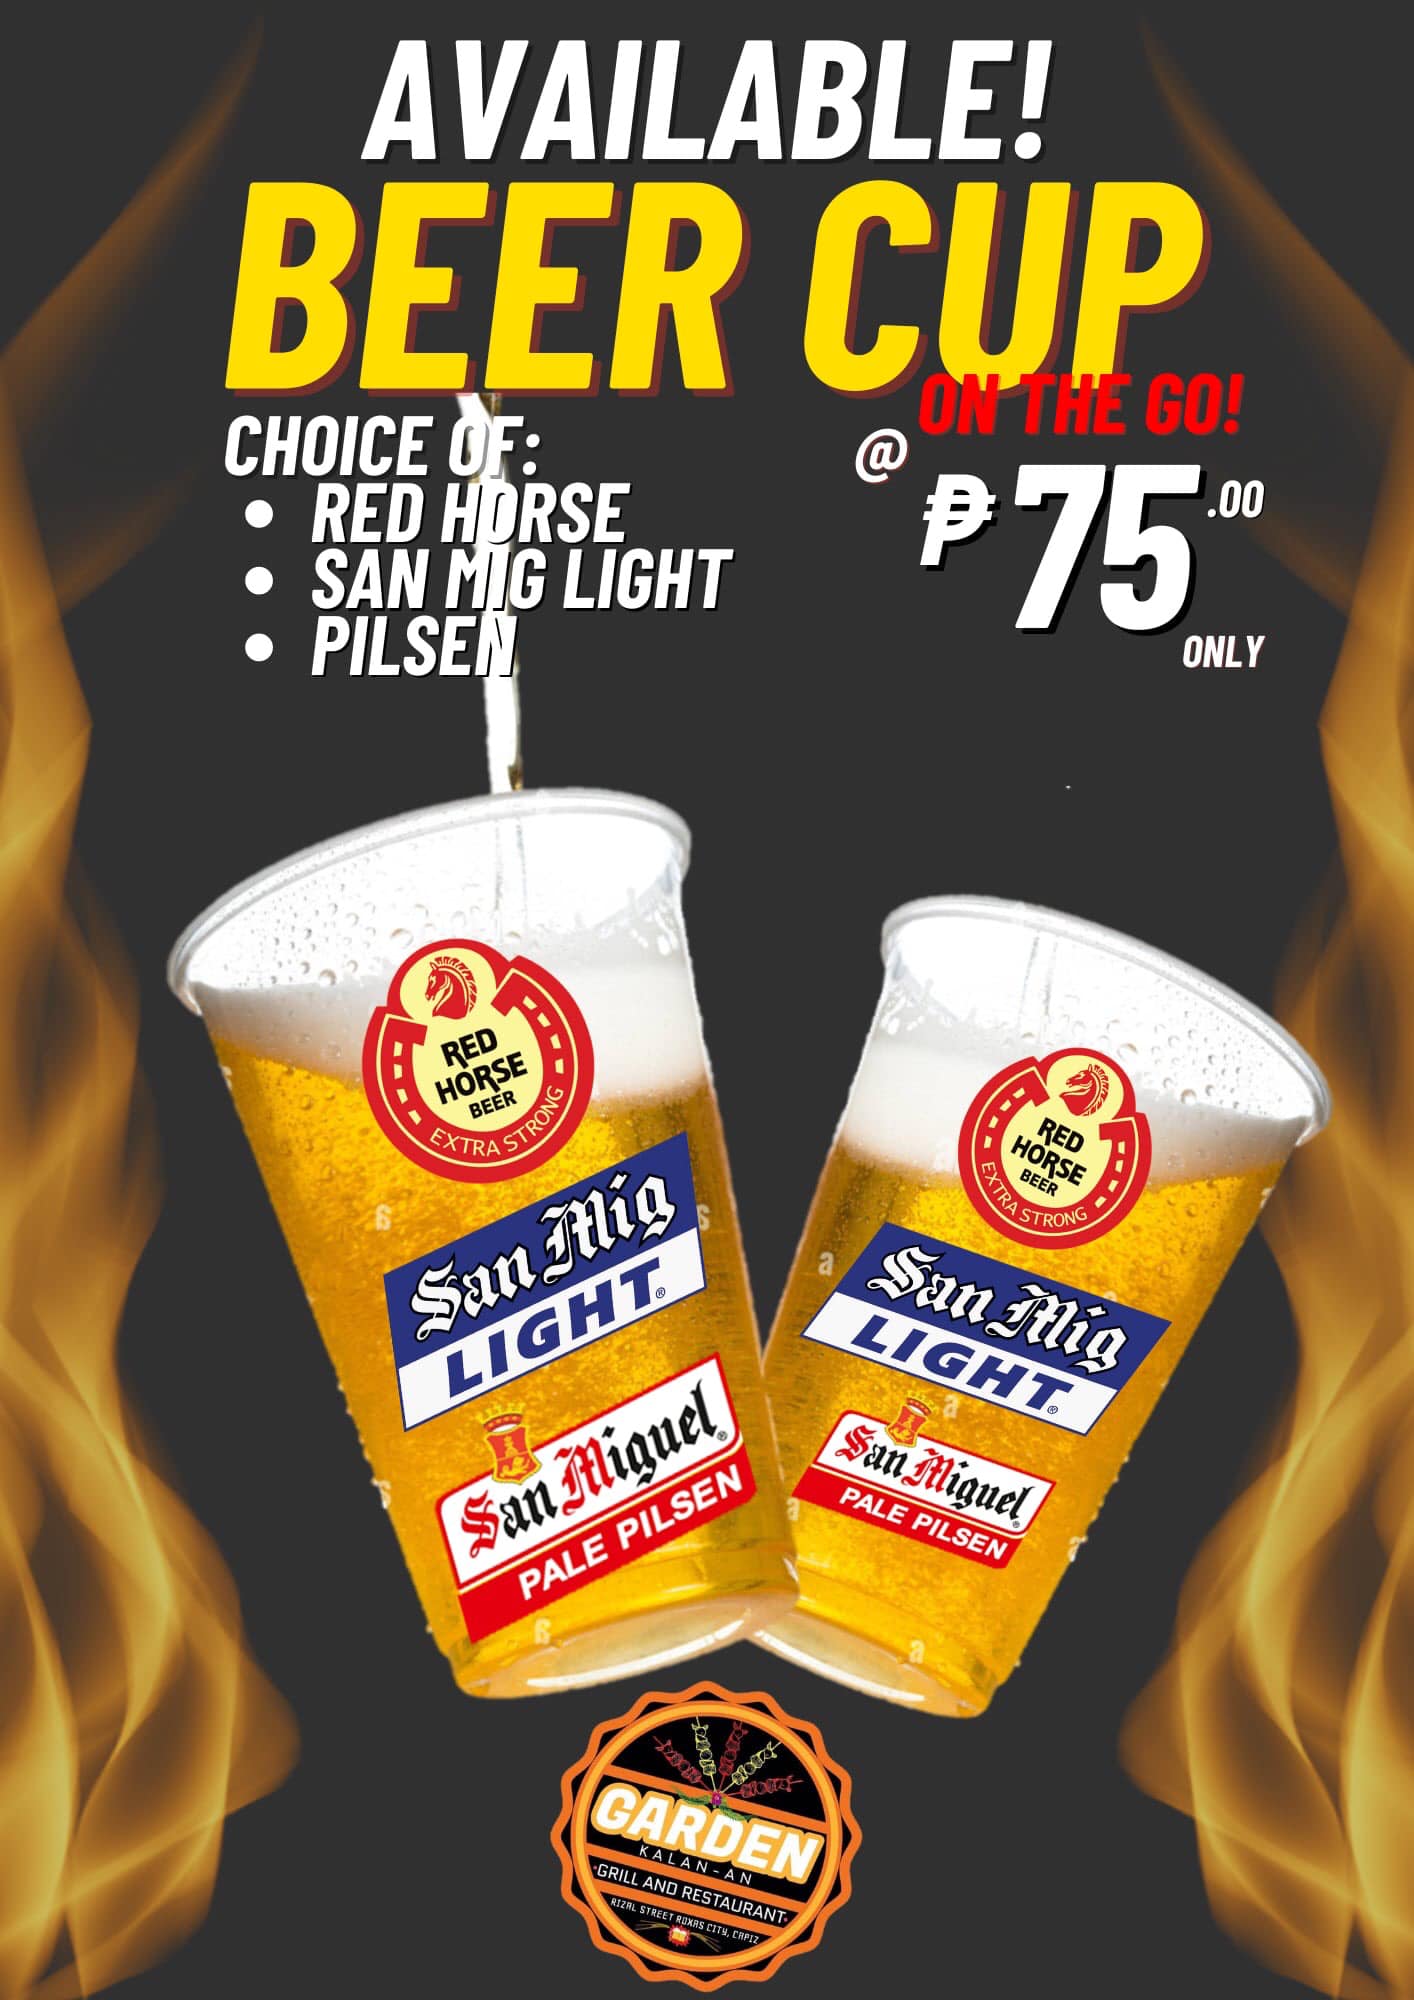 AVAILABLE!
BEER CUP
ON THE GO!
CHOICE OF:
• RED HORSE
• SAN MIG LIGHT
• PILSEN
@
₱75.00
ONLY
RED
HORSE
BEER
EXTRA STRONG
San Mig
LIGHT®
San Miguel®
PALE PILSEN
RED
HORSE
BEER
EXTRA STRONG
San Mig
LIGHT®
San Miguel®
PALE PILSEN
GARDEN
KALAN-AN
GRILL AND RESTAURANT
RIZAL STREET ROXAS CITY, CAPIZ